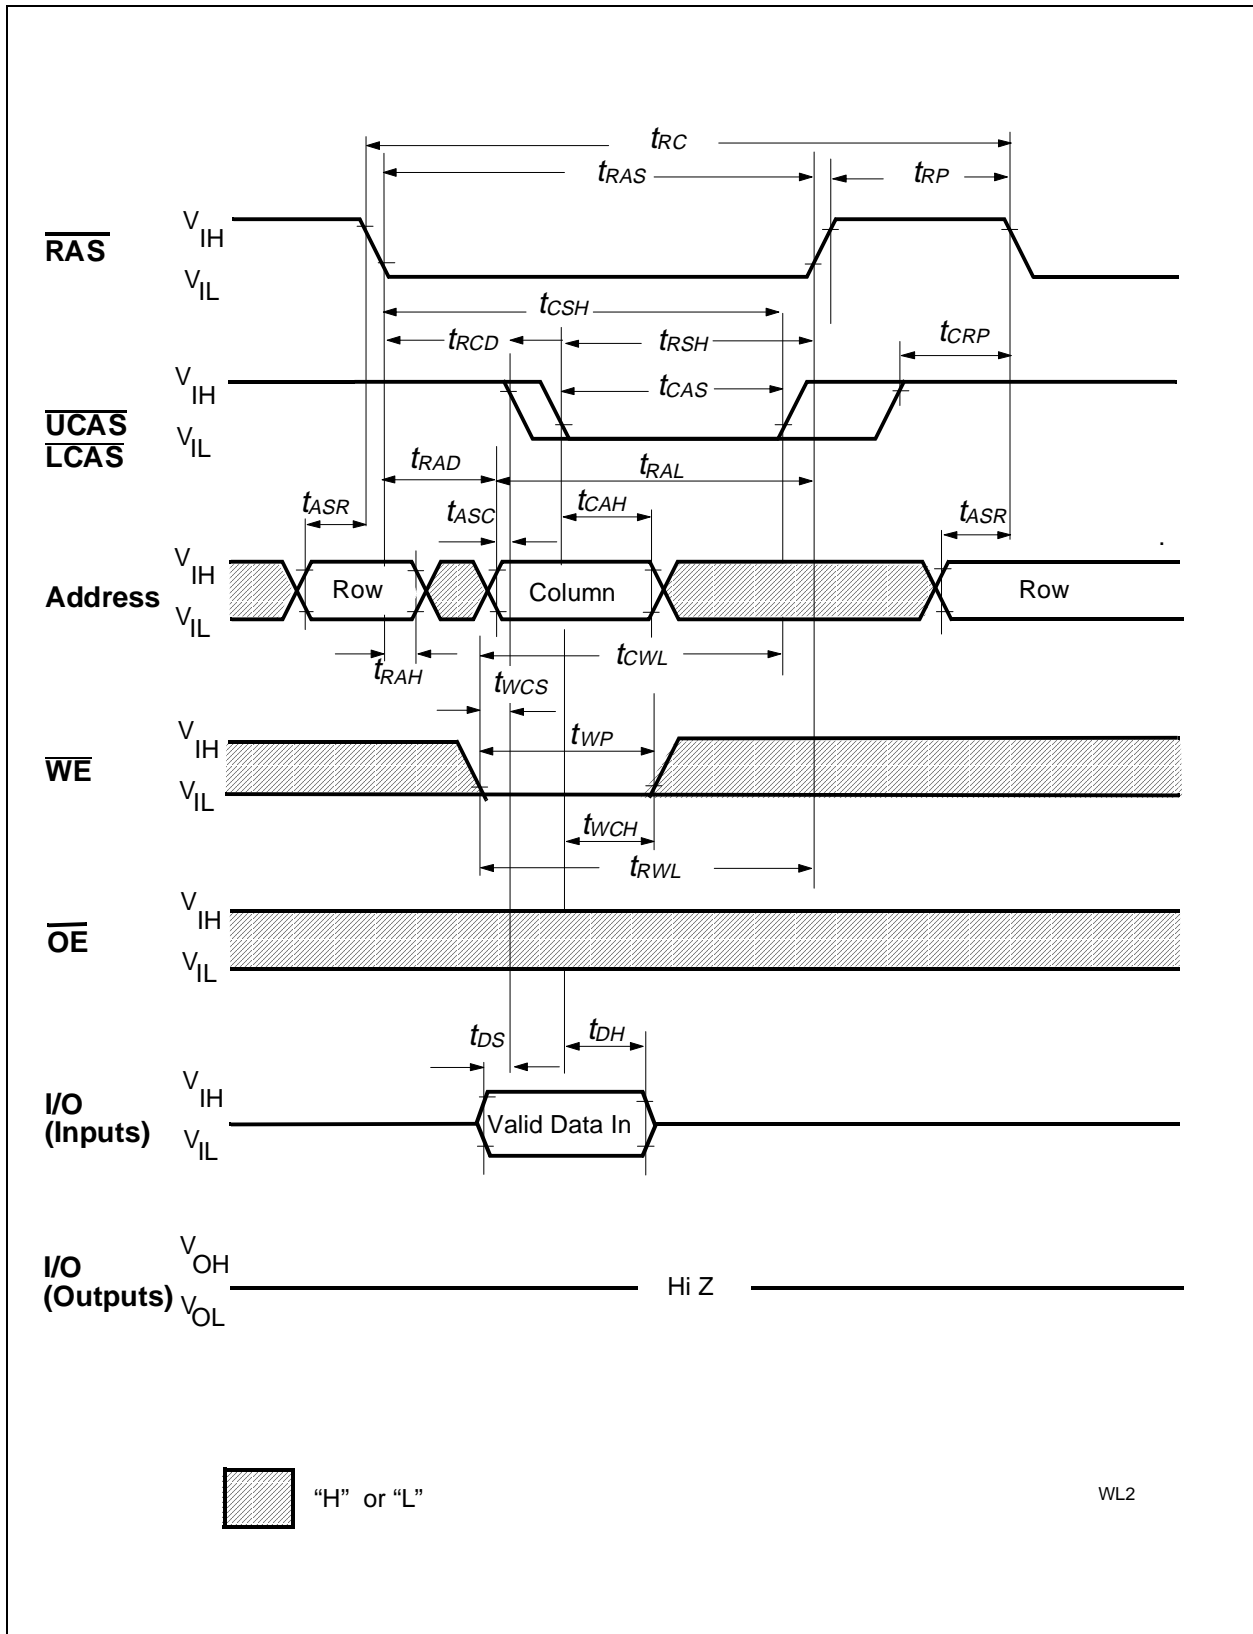 tRC
tRAS
tRP
RAS
VIH
VIL
tCSH
tRCD
tRSH
tCRP
tCAS
UCAS
LCAS
VIH
VIL
tRAD
tRAL
tASR
tASC
tCAH
tASR
.
Address
VIH
VIL
Row
Column
Row
tRAH
tCWL
tWCS
WE
VIH
VIL
tWP
tWCH
tRWL
OE
VIH
VIL
tDS
tDH
I/O
(Inputs)
VIH
VIL
Valid Data In
I/O
(Outputs)
VOH
VOL
Hi Z
“H” or “L”
WL2